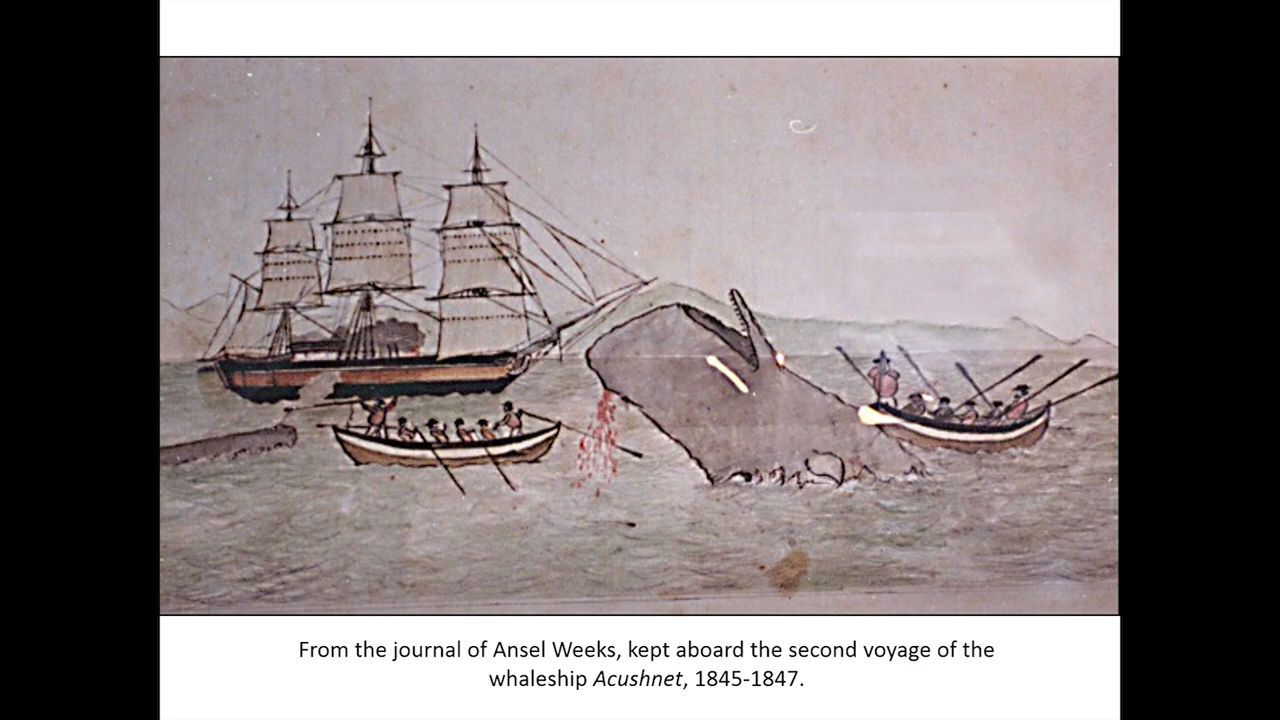 From the journal of Ansel Weeks, kept aboard the second voyage of the
whaleship Acushnet, 1845-1847.